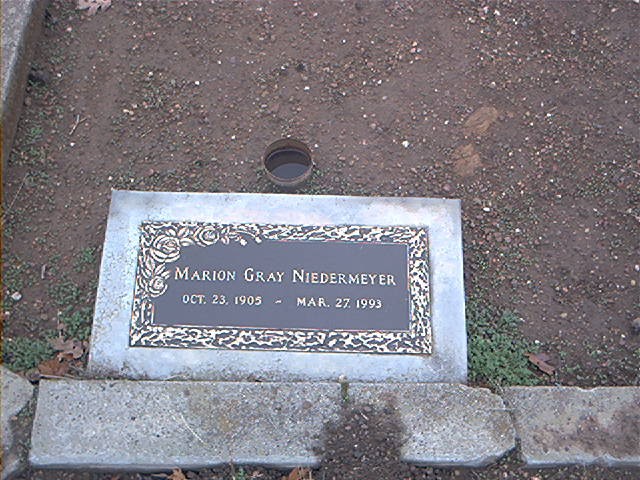 MARION GRAY NIEDERMEYER
OCT. 23, 1905 ~ MAR. 27, 1993